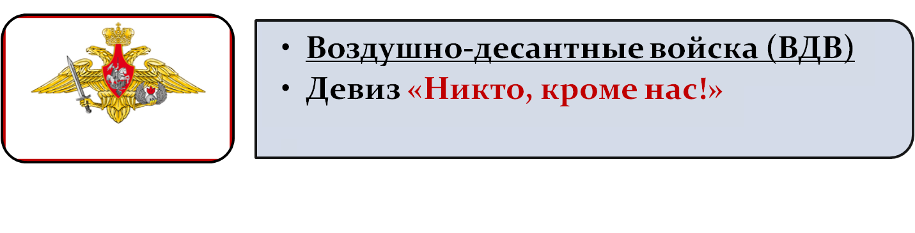 • Воздушно-десантные войска (ВДВ)
• Девиз «Никто, кроме нас!»